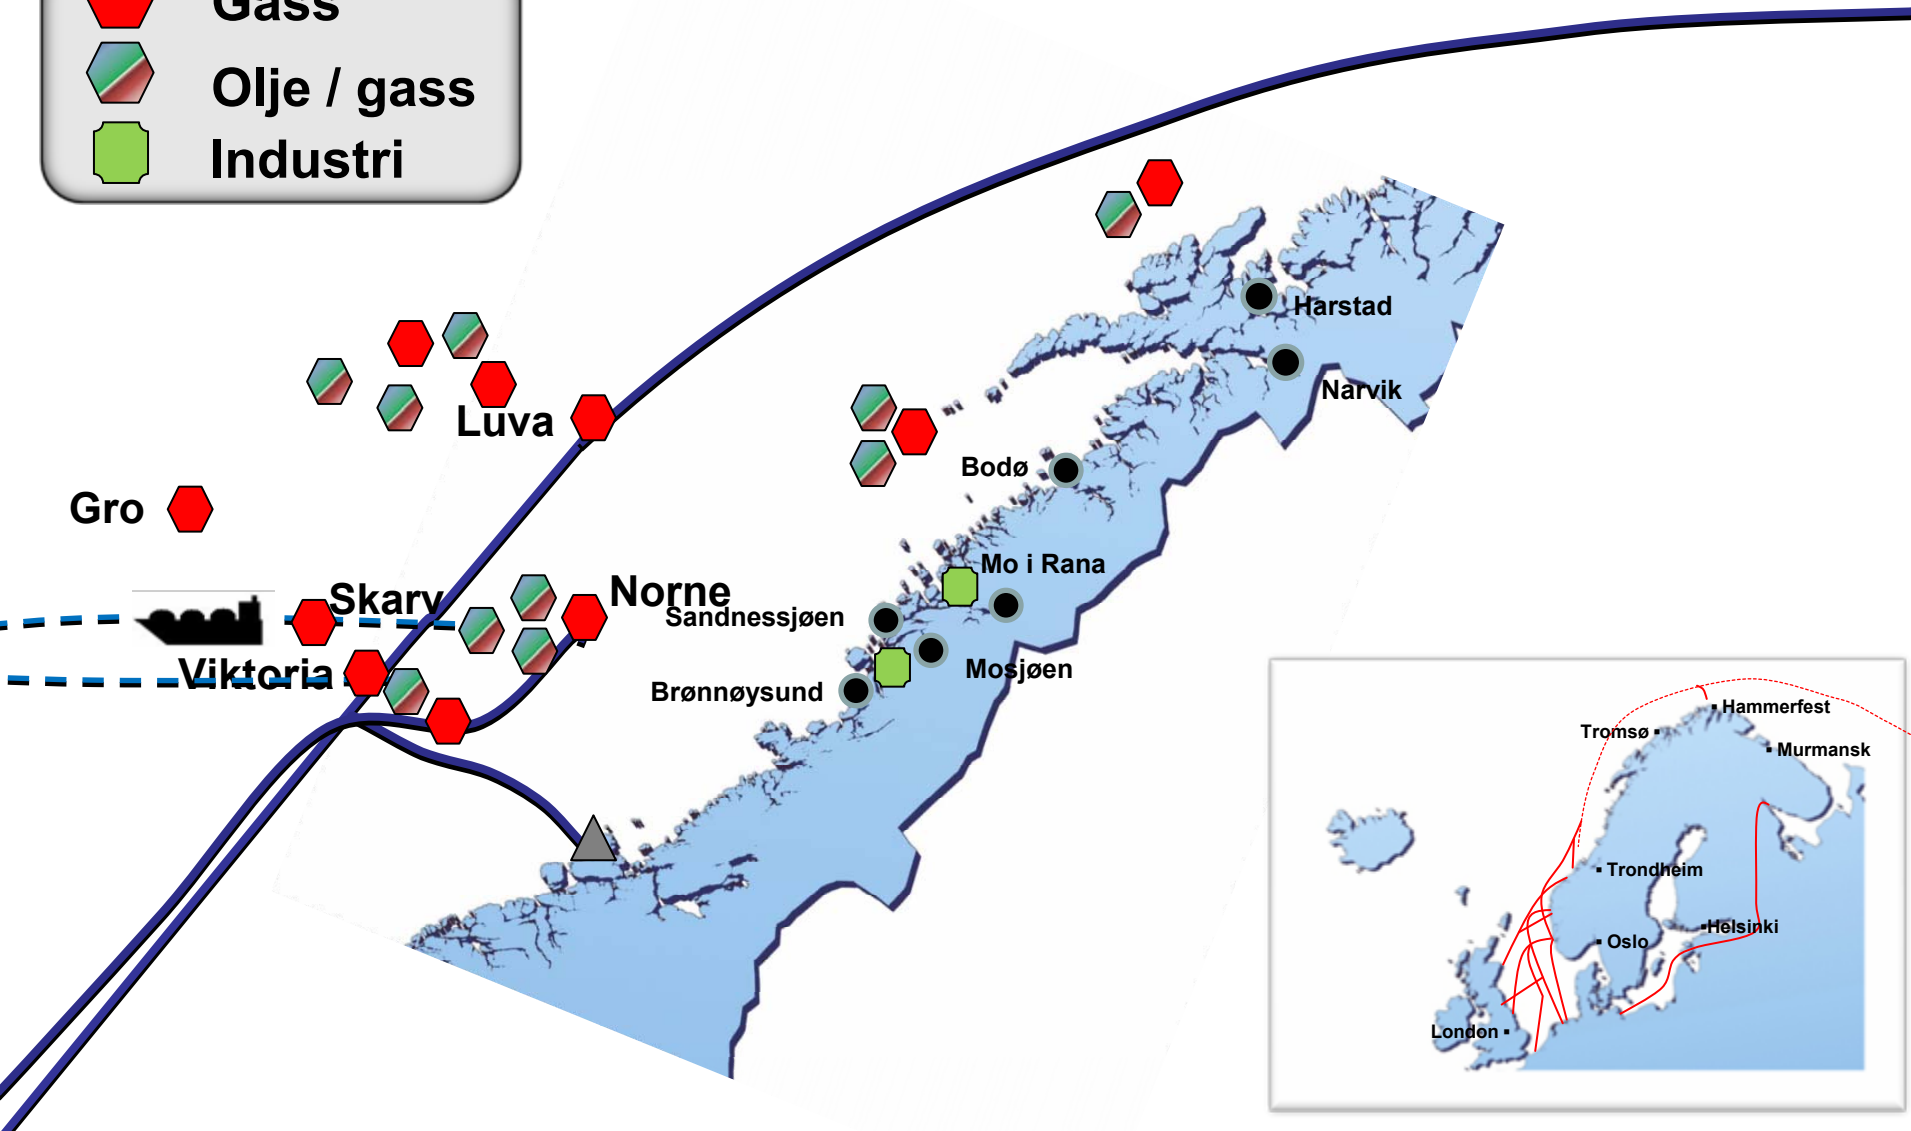 Gass
Olje / gass
Industri
Harstad
Narvik
Luva
Bodø
Gro
Mo i Rana
Skarv
Norne
Sandnessjøen
Viktoria
Mosjøen
Brønnøysund
Hammerfest
Tromsø
Murmansk
Trondheim
Helsinki
Oslo
London